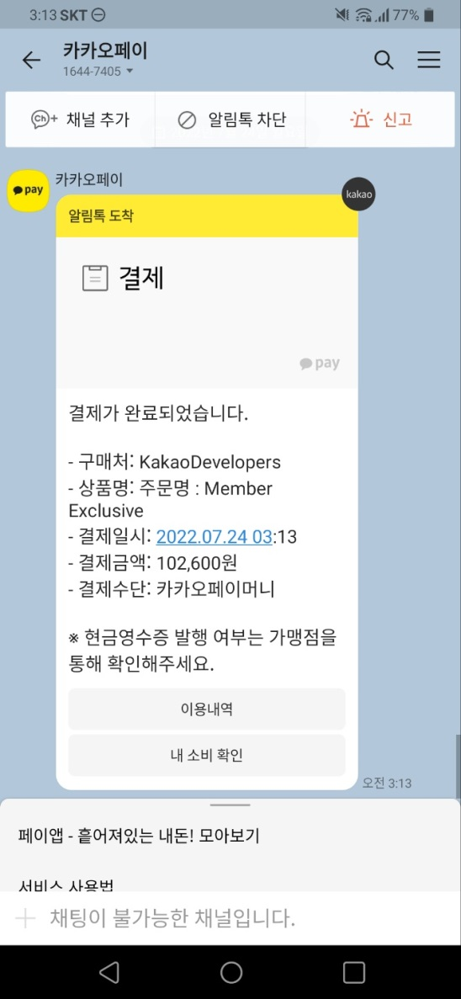 3:13 SKT
77%
카카오페이
1644-7405
Ch+ 채널 추가
알림톡 차단
신고
pay
카카오페이
kakao
알림톡 도착
결제
pay
결제가 완료되었습니다.
- 구매처: KakaoDevelopers
- 상품명: 주문명 : Member
Exclusive
- 결제일시: 2022.07.24 03:13
- 결제금액: 102,600원
- 결제수단: 카카오페이머니
※ 현금영수증 발행 여부는 가맹점을
통해 확인해주세요.
이용내역
내 소비 확인
오전 3:13
페이앱 - 흩어져있는 내돈! 모아보기
서비스 사용법
채팅이 불가능한 채널입니다.